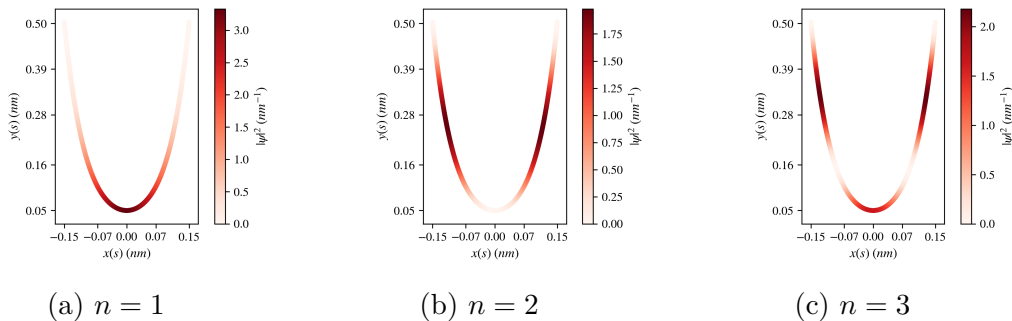 0.50
0.39
0.28
0.16
0.05
y(s) (nm)
−0.15 −0.07 0.00 0.07 0.15
x(s) (nm)
3.0
2.5
2.0
1.5
1.0
0.5
0.0
|ψ|² (nm⁻¹)
(a) n = 1
0.50
0.39
0.28
0.16
0.05
y(s) (nm)
−0.15 −0.07 0.00 0.07 0.15
x(s) (nm)
1.75
1.50
1.25
1.00
0.75
0.50
0.25
0.00
|ψ|² (nm⁻¹)
(b) n = 2
0.50
0.39
0.28
0.16
0.05
y(s) (nm)
−0.15 −0.07 0.00 0.07 0.15
x(s) (nm)
2.0
1.5
1.0
0.5
0.0
|ψ|² (nm⁻¹)
(c) n = 3